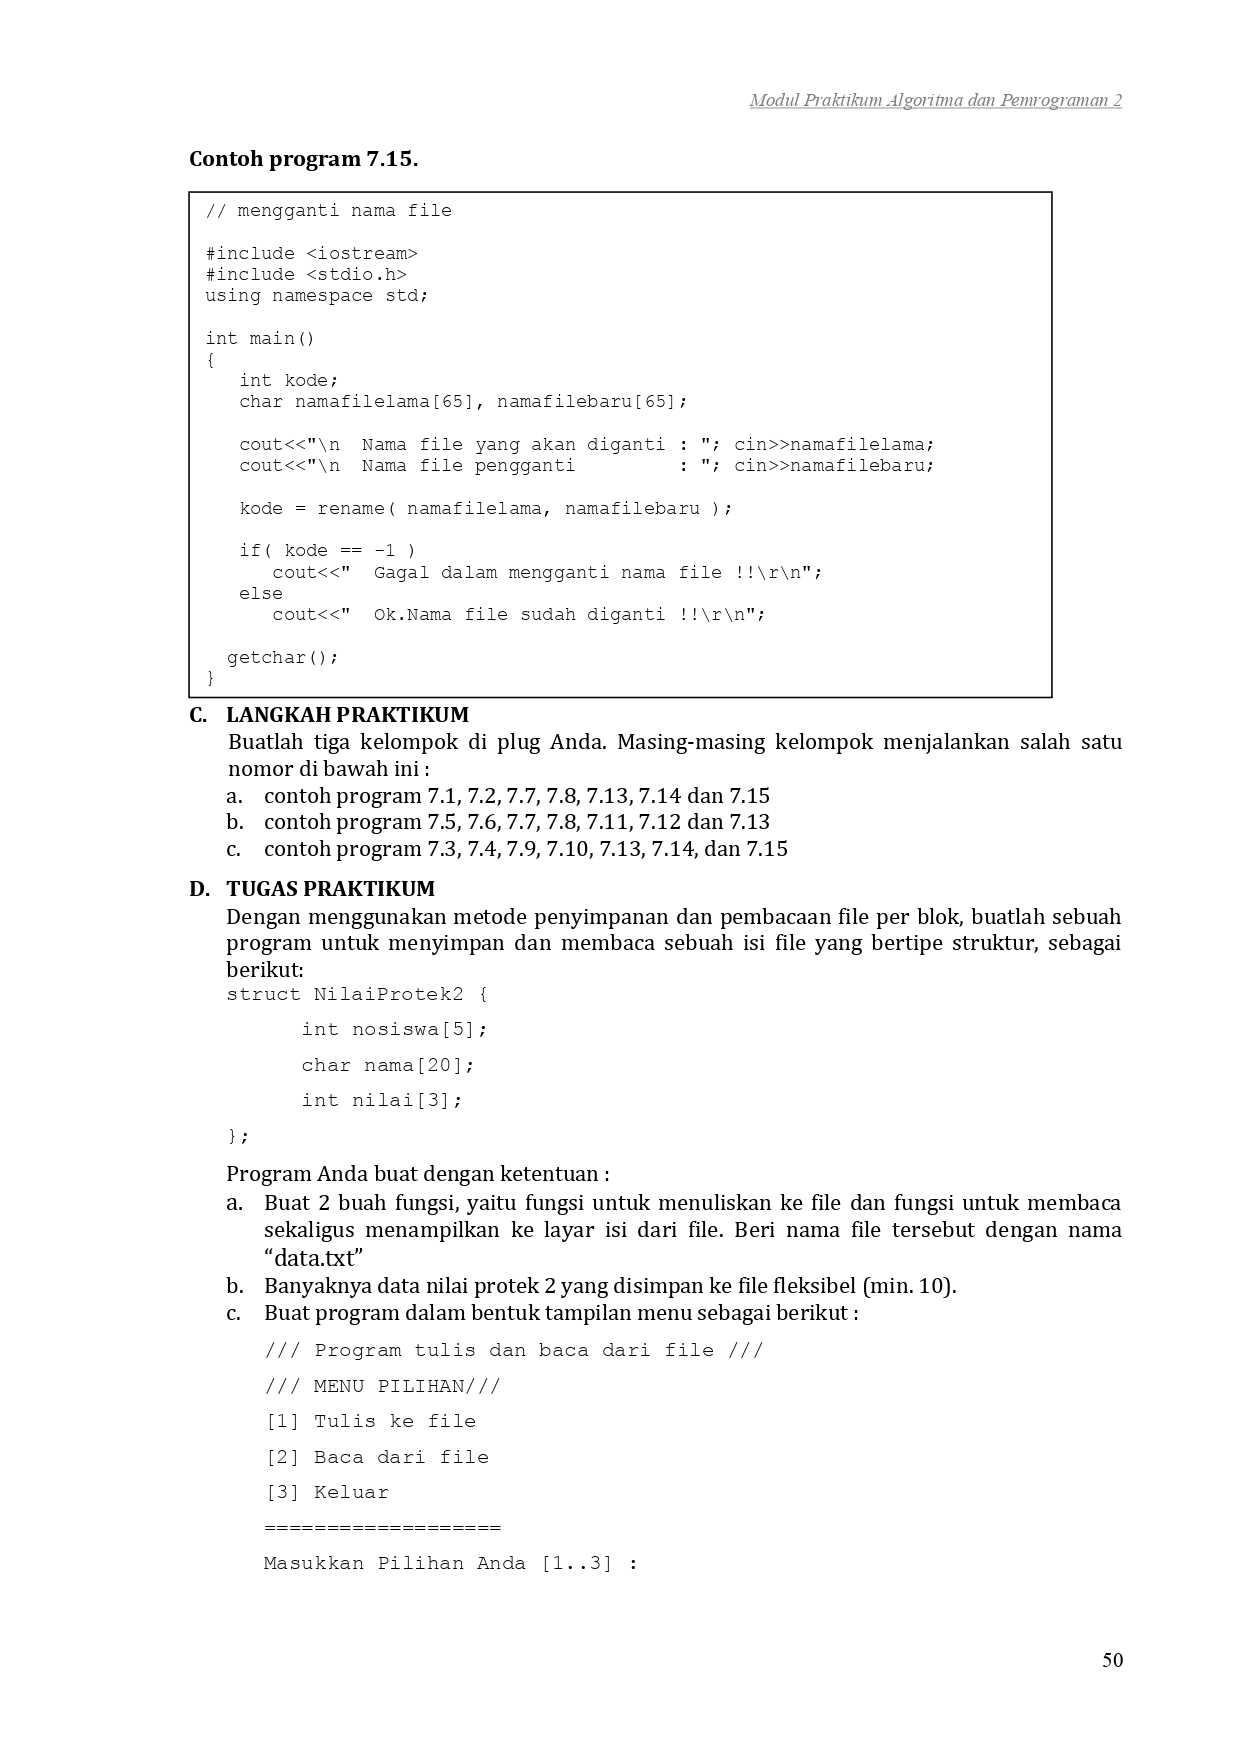 Modul Praktikum Algoritma dan Pemrograman 2
Contoh program 7.15.
// mengganti nama file
#include <iostream>
#include <stdio.h>
using namespace std;
int main()
{
int kode;
char namafilelama[65], namafilebaru[65];
cout<<"\n  Nama file yang akan diganti : "; cin>>namafilelama;
cout<<"\n  Nama file pengganti         : "; cin>>namafilebaru;
kode = rename( namafilelama, namafilebaru );
if( kode == -1 )
cout<<"  Gagal dalam mengganti nama file !!\r\n";
else
cout<<"  Ok.Nama file sudah diganti !!\r\n";
getchar();
}
C. LANGKAH PRAKTIKUM
Buatlah tiga kelompok di plug Anda. Masing-masing kelompok menjalankan salah satu
nomor di bawah ini :
a. contoh program 7.1, 7.2, 7.7, 7.8, 7.13, 7.14 dan 7.15
b. contoh program 7.5, 7.6, 7.7, 7.8, 7.11, 7.12 dan 7.13
c. contoh program 7.3, 7.4, 7.9, 7.10, 7.13, 7.14, dan 7.15
D. TUGAS PRAKTIKUM
Dengan menggunakan metode penyimpanan dan pembacaan file per blok, buatlah sebuah
program untuk menyimpan dan membaca sebuah isi file yang bertipe struktur, sebagai
berikut:
struct NilaiProtek2 {
int nosiswa[5];
char nama[20];
int nilai[3];
};
Program Anda buat dengan ketentuan :
a. Buat 2 buah fungsi, yaitu fungsi untuk menuliskan ke file dan fungsi untuk membaca
sekaligus menampilkan ke layar isi dari file. Beri nama file tersebut dengan nama
“data.txt”
b. Banyaknya data nilai protek 2 yang disimpan ke file fleksibel (min. 10).
c. Buat program dalam bentuk tampilan menu sebagai berikut :
/// Program tulis dan baca dari file ///
/// MENU PILIHAN///
[1] Tulis ke file
[2] Baca dari file
[3] Keluar
===================
Masukkan Pilihan Anda [1..3] :
50